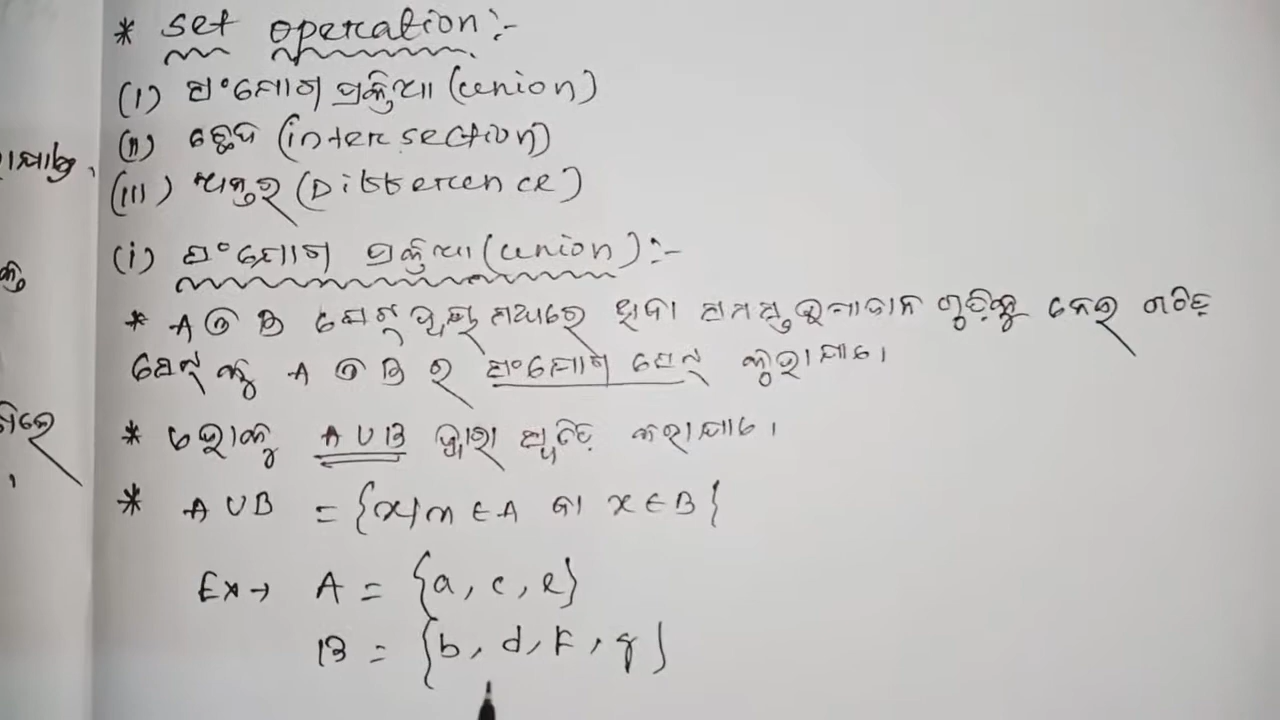 * set operation :-
(i) ସଂଯୋଗ ପ୍ରକ୍ରିୟା (union)
(ii) ଛେଦ (intersection)
(iii) ଅନ୍ତର (Difference)
(i) ସଂଯୋଗ ପ୍ରକ୍ରିୟା (union) :-
* A ଓ B ସେଟ୍ ଦ୍ୱୟ ମଧ୍ୟରେ ଥିବା ସମସ୍ତ ଉପାଦାନ ଗୁଡ଼ିକୁ ନେଇ ଗଠିତ
ସେଟ୍ କୁ A ଓ B ର ସଂଯୋଗ ସେଟ୍ କୁହାଯାଏ।
* ଏହାକୁ A ∪ B ଦ୍ୱାରା ସୂଚିତ କରାଯାଏ।
* A ∪ B = {x/x ∈ A ବା x ∈ B}
Ex → A = {a, c, e}
B = {b, d, F, g}